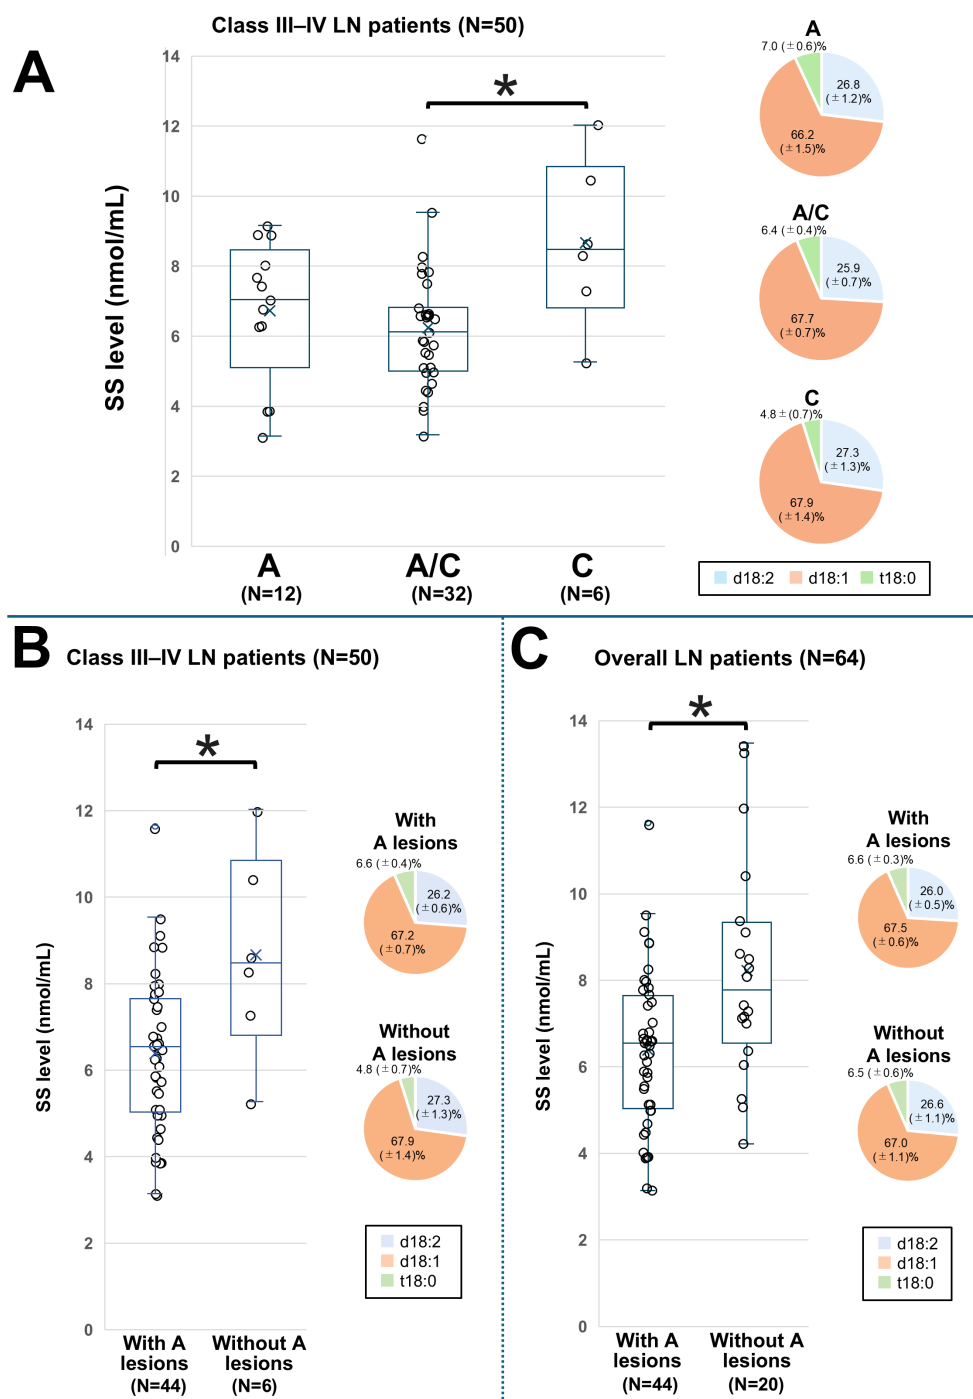 A
Class III–IV LN patients (N=50)
SS level (nmol/mL)
14
12
10
8
6
4
2
0
*
A
(N=12)
A/C
(N=32)
C
(N=6)
A
7.0 (±0.6)%
26.8
(±1.2)%
66.2
(±1.5)%
A/C
6.4 (±0.4)%
25.9
(±0.7)%
67.7
(±0.7)%
C
4.8±(0.7)%
27.3
(±1.3)%
67.9
(±1.4)%
d18:2 d18:1 t18:0
B
Class III–IV LN patients (N=50)
SS level (nmol/mL)
14
12
10
8
6
4
2
0
*
With A
lesions
(N=44)
Without A
lesions
(N=6)
With
A lesions
6.6 (±0.4)%
26.2
(±0.6)%
67.2
(±0.7)%
Without
A lesions
4.8 (±0.7)%
27.3
(±1.3)%
67.9
(±1.4)%
d18:2
d18:1
t18:0
C
Overall LN patients (N=64)
SS level (nmol/mL)
14
12
10
8
6
4
2
0
*
With A
lesions
(N=44)
Without A
lesions
(N=20)
With
A lesions
6.6 (±0.3)%
26.0
(±0.5)%
67.5
(±0.6)%
Without
A lesions
6.5 (±0.6)%
26.6
(±1.1)%
67.0
(±1.1)%
d18:2
d18:1
t18:0